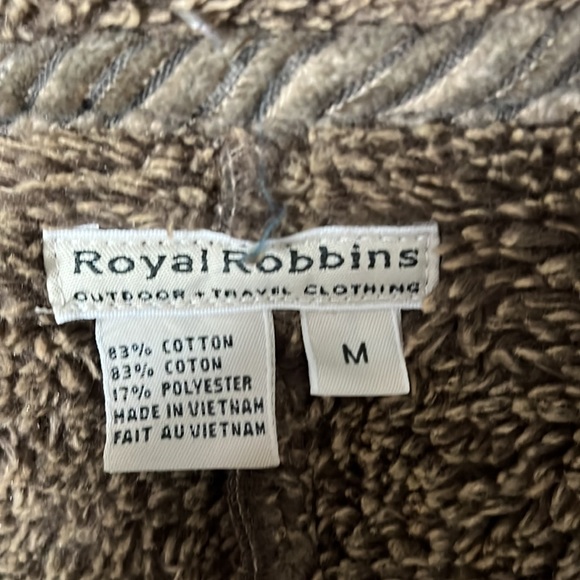 Royal Robbins
OUTDOOR + TRAVEL CLOTHING
83% COTTON
83% COTON
17% POLYESTER
MADE IN VIETNAM
FAIT AU VIETNAM
M